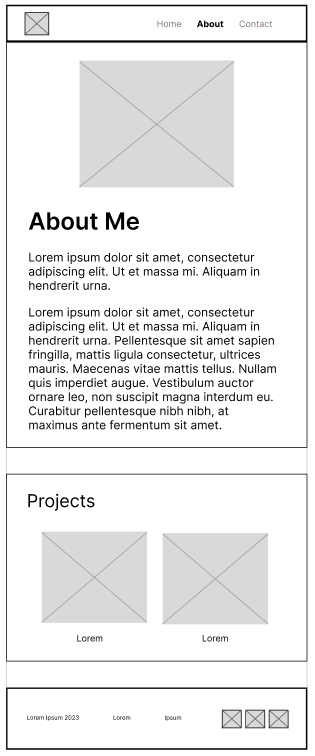 Home About Contact
About Me
Lorem ipsum dolor sit amet, consectetur
adipiscing elit. Ut et massa mi. Aliquam in
hendrerit urna.
Lorem ipsum dolor sit amet, consectetur
adipiscing elit. Ut et massa mi. Aliquam in
hendrerit urna. Pellentesque sit amet sapien
fringilla, mattis ligula consectetur, ultrices
mauris. Maecenas vitae mattis tellus. Nullam
quis imperdiet augue. Vestibulum auctor
ornare leo, non suscipit magna interdum eu.
Curabitur pellentesque nibh nibh, at
maximus ante fermentum sit amet.
Projects
Lorem Lorem
Lorem Ipsum 2023 Lorem Ipsum